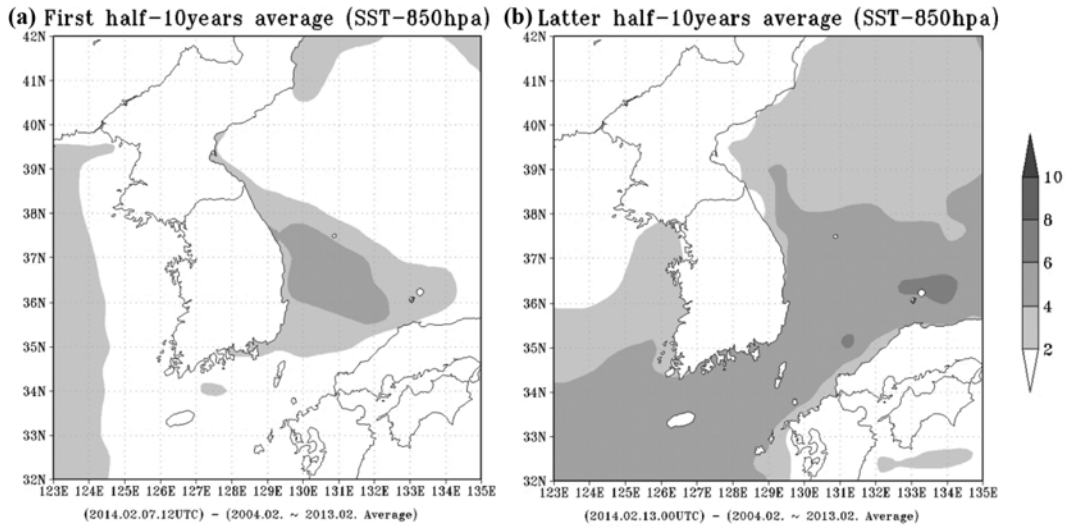 (a) First half-10years average (SST-850hpa)
42N
41N
40N
39N
38N
37N
36N
35N
34N
33N
32N
123E 124E 125E 126E 127E 128E 129E 130E 131E 132E 133E 134E 135E
(2014.02.07.12UTC) - (2004.02. ~ 2013.02. Average)
(b) Latter half-10years average (SST-850hpa)
42N
41N
40N
39N
38N
37N
36N
35N
34N
33N
32N
123E 124E 125E 126E 127E 128E 129E 130E 131E 132E 133E 134E 135E
(2014.02.13.00UTC) - (2004.02. ~ 2013.02. Average)
10
8
6
4
2